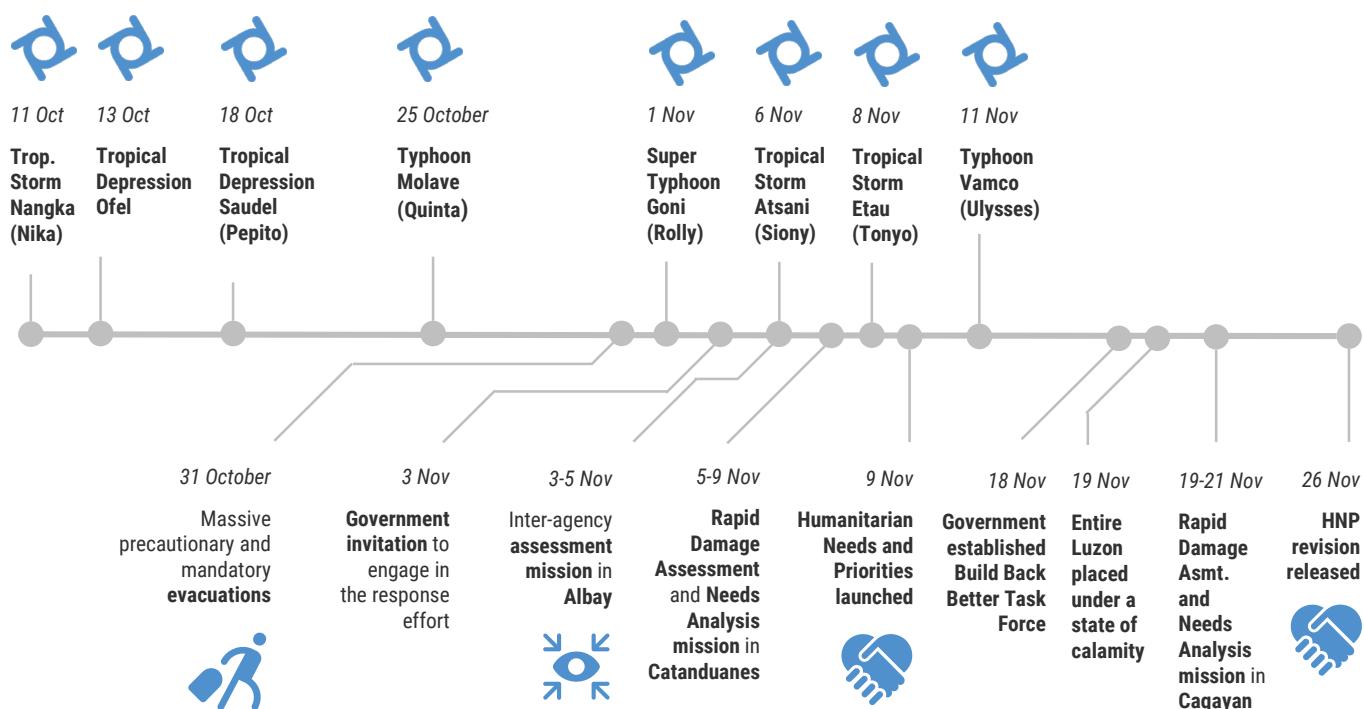 11 Oct
Trop.
Storm
Nangka
(Nika)
13 Oct
Tropical
Depression
Ofel
18 Oct
Tropical
Depression
Saudel
(Pepito)
25 October
Typhoon
Molave
(Quinta)
1 Nov
Super
Typhoon
Goni
(Rolly)
6 Nov
Tropical
Storm
Atsani
(Siony)
8 Nov
Tropical
Storm
Etau
(Tonyo)
11 Nov
Typhoon
Vamco
(Ulysses)
31 October
Massive
precautionary and
mandatory
evacuations
3 Nov
Government
invitation to
engage in
the response
effort
3-5 Nov
Inter-agency
assessment
mission in
Albay
5-9 Nov
Rapid
Damage
Assessment
and Needs
Analysis
mission in
Catanduanes
9 Nov
Humanitarian
Needs and
Priorities
launched
18 Nov
Government
established
Build Back
Better Task
Force
19 Nov
Entire
Luzon
placed
under a
state of
calamity
19-21 Nov
Rapid
Damage
Asmt.
and
Needs
Analysis
mission in
Cagayan
26 Nov
HNP
revision
released